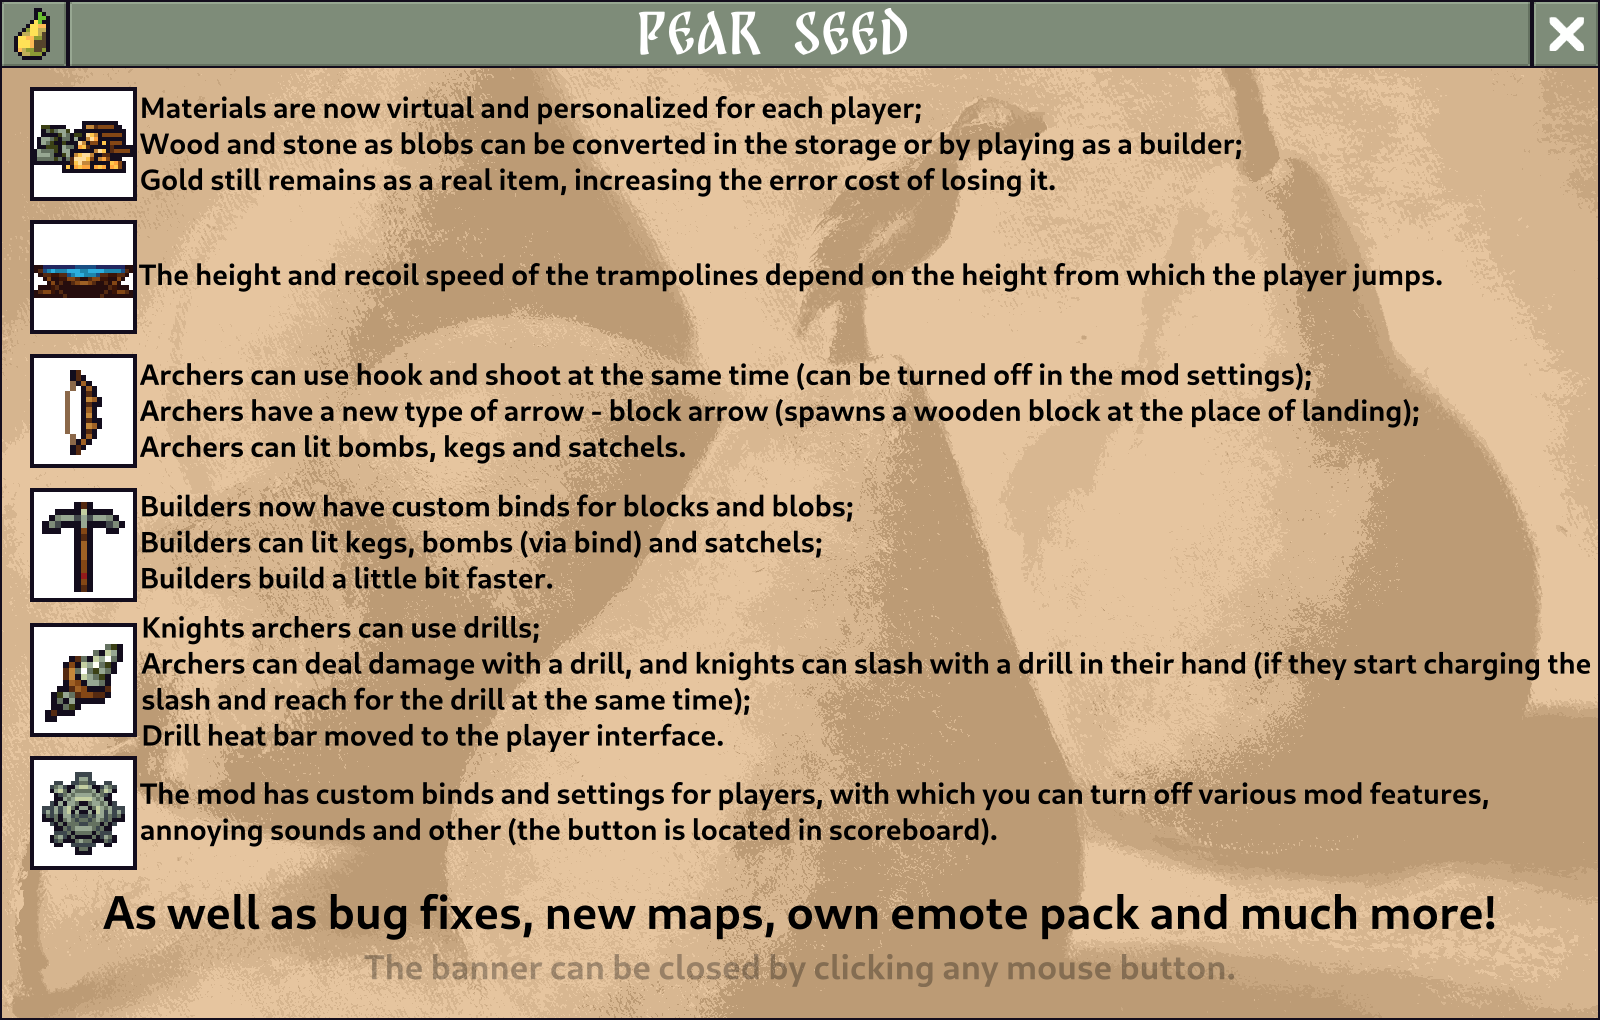 PEAR SEED
Materials are now virtual and personalized for each player;
Wood and stone as blobs can be converted in the storage or by playing as a builder;
Gold still remains as a real item, increasing the error cost of losing it.
The height and recoil speed of the trampolines depend on the height from which the player jumps.
Archers can use hook and shoot at the same time (can be turned off in the mod settings);
Archers have a new type of arrow - block arrow (spawns a wooden block at the place of landing);
Archers can lit bombs, kegs and satchels.
Builders now have custom binds for blocks and blobs;
Builders can lit kegs, bombs (via bind) and satchels;
Builders build a little bit faster.
Knights archers can use drills;
Archers can deal damage with a drill, and knights can slash with a drill in their hand (if they start charging the
slash and reach for the drill at the same time);
Drill heat bar moved to the player interface.
The mod has custom binds and settings for players, with which you can turn off various mod features,
annoying sounds and other (the button is located in scoreboard).
As well as bug fixes, new maps, own emote pack and much more!
The banner can be closed by clicking any mouse button.